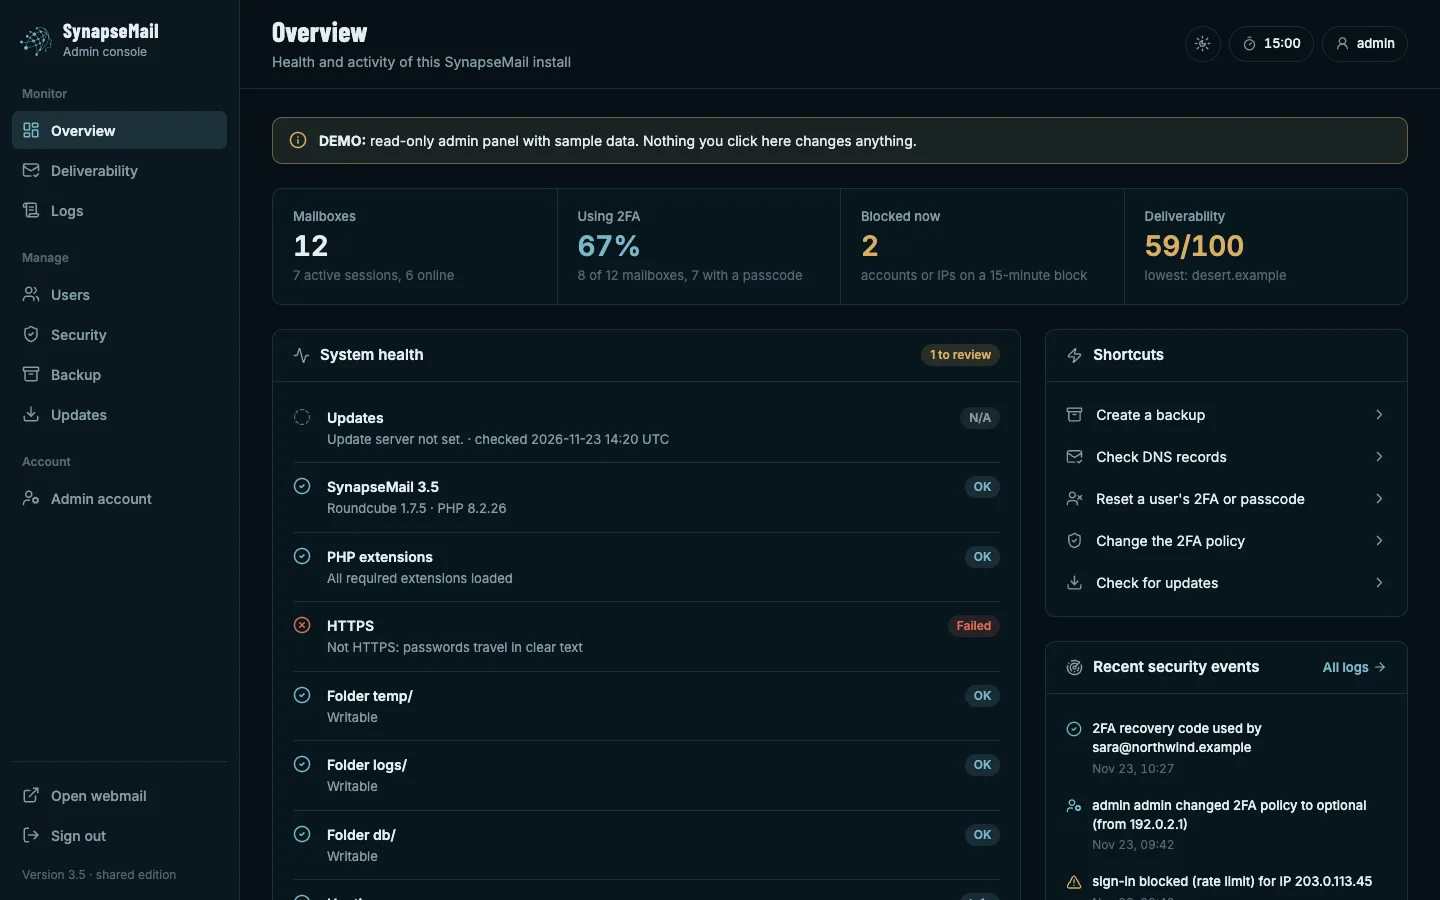 SynapseMail
Admin console
Monitor
Overview
Deliverability
Logs
Manage
Users
Security
Backup
Updates
Account
Admin account
Open webmail
Sign out
Version 3.5 · shared edition
Overview
Health and activity of this SynapseMail install
15:00
admin
DEMO: read-only admin panel with sample data. Nothing you click here changes anything.
Mailboxes
12
7 active sessions, 6 online
Using 2FA
67%
8 of 12 mailboxes, 7 with a passcode
Blocked now
2
accounts or IPs on a 15-minute block
Deliverability
59/100
lowest: desert.example
System health
1 to review
Updates
N/A
Update server not set. · checked 2026-11-23 14:20 UTC
SynapseMail 3.5
OK
Roundcube 1.7.5 · PHP 8.2.26
PHP extensions
OK
All required extensions loaded
HTTPS
Failed
Not HTTPS: passwords travel in clear text
Folder temp/
OK
Writable
Folder logs/
OK
Writable
Folder db/
OK
Writable
Shortcuts
Create a backup
Check DNS records
Reset a user's 2FA or passcode
Change the 2FA policy
Check for updates
Recent security events
All logs
2FA recovery code used by
sara@northwind.example
Nov 23, 10:27
admin admin changed 2FA policy to optional
(from 192.0.2.1)
Nov 23, 09:42
sign-in blocked (rate limit) for IP 203.0.113.45